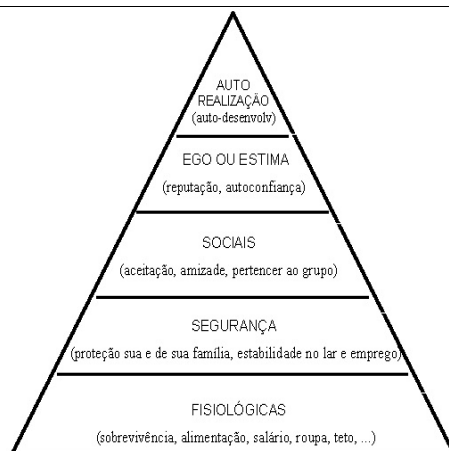 AUTO
REALIZAÇÃO
(auto-desenvolv)
EGO OU ESTIMA
(reputação, autoconfiança)
SOCIAIS
(aceitação, amizade, pertencer ao grupo)
SEGURANÇA
(proteção sua e de sua família, estabilidade no lar e emprego)
FISIOLÓGICAS
(sobrevivência, alimentação, salário, roupa, teto, ...)